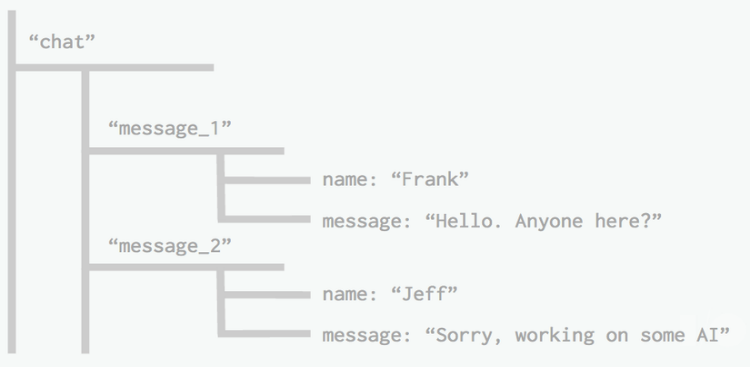 “chat”
“message_1”
name: “Frank”
message: “Hello. Anyone here?”
“message_2”
name: “Jeff”
message: “Sorry, working on some AI”